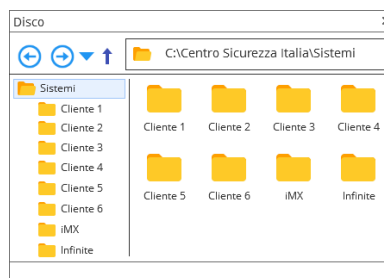 Disco
C:\Centro Sicurezza Italia\Sistemi
Sistemi
Cliente 1
Cliente 2
Cliente 3
Cliente 4
Cliente 5
Cliente 6
iMX
Infinite
Cliente 1 Cliente 2 Cliente 3 Cliente 4
Cliente 5 Cliente 6 iMX Infinite